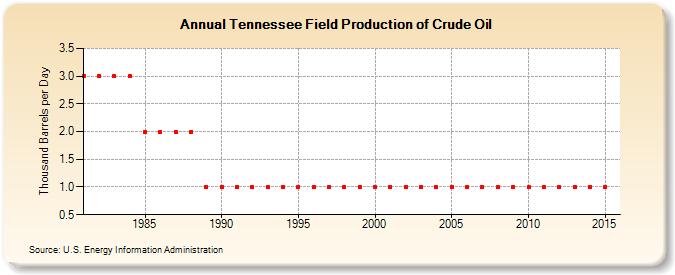 Annual Tennessee Field Production of Crude Oil
Thousand Barrels per Day
3.5
3.0
2.5
2.0
1.5
1.0
0.5
1985 1990 1995 2000 2005 2010 2015
Source: U.S. Energy Information Administration